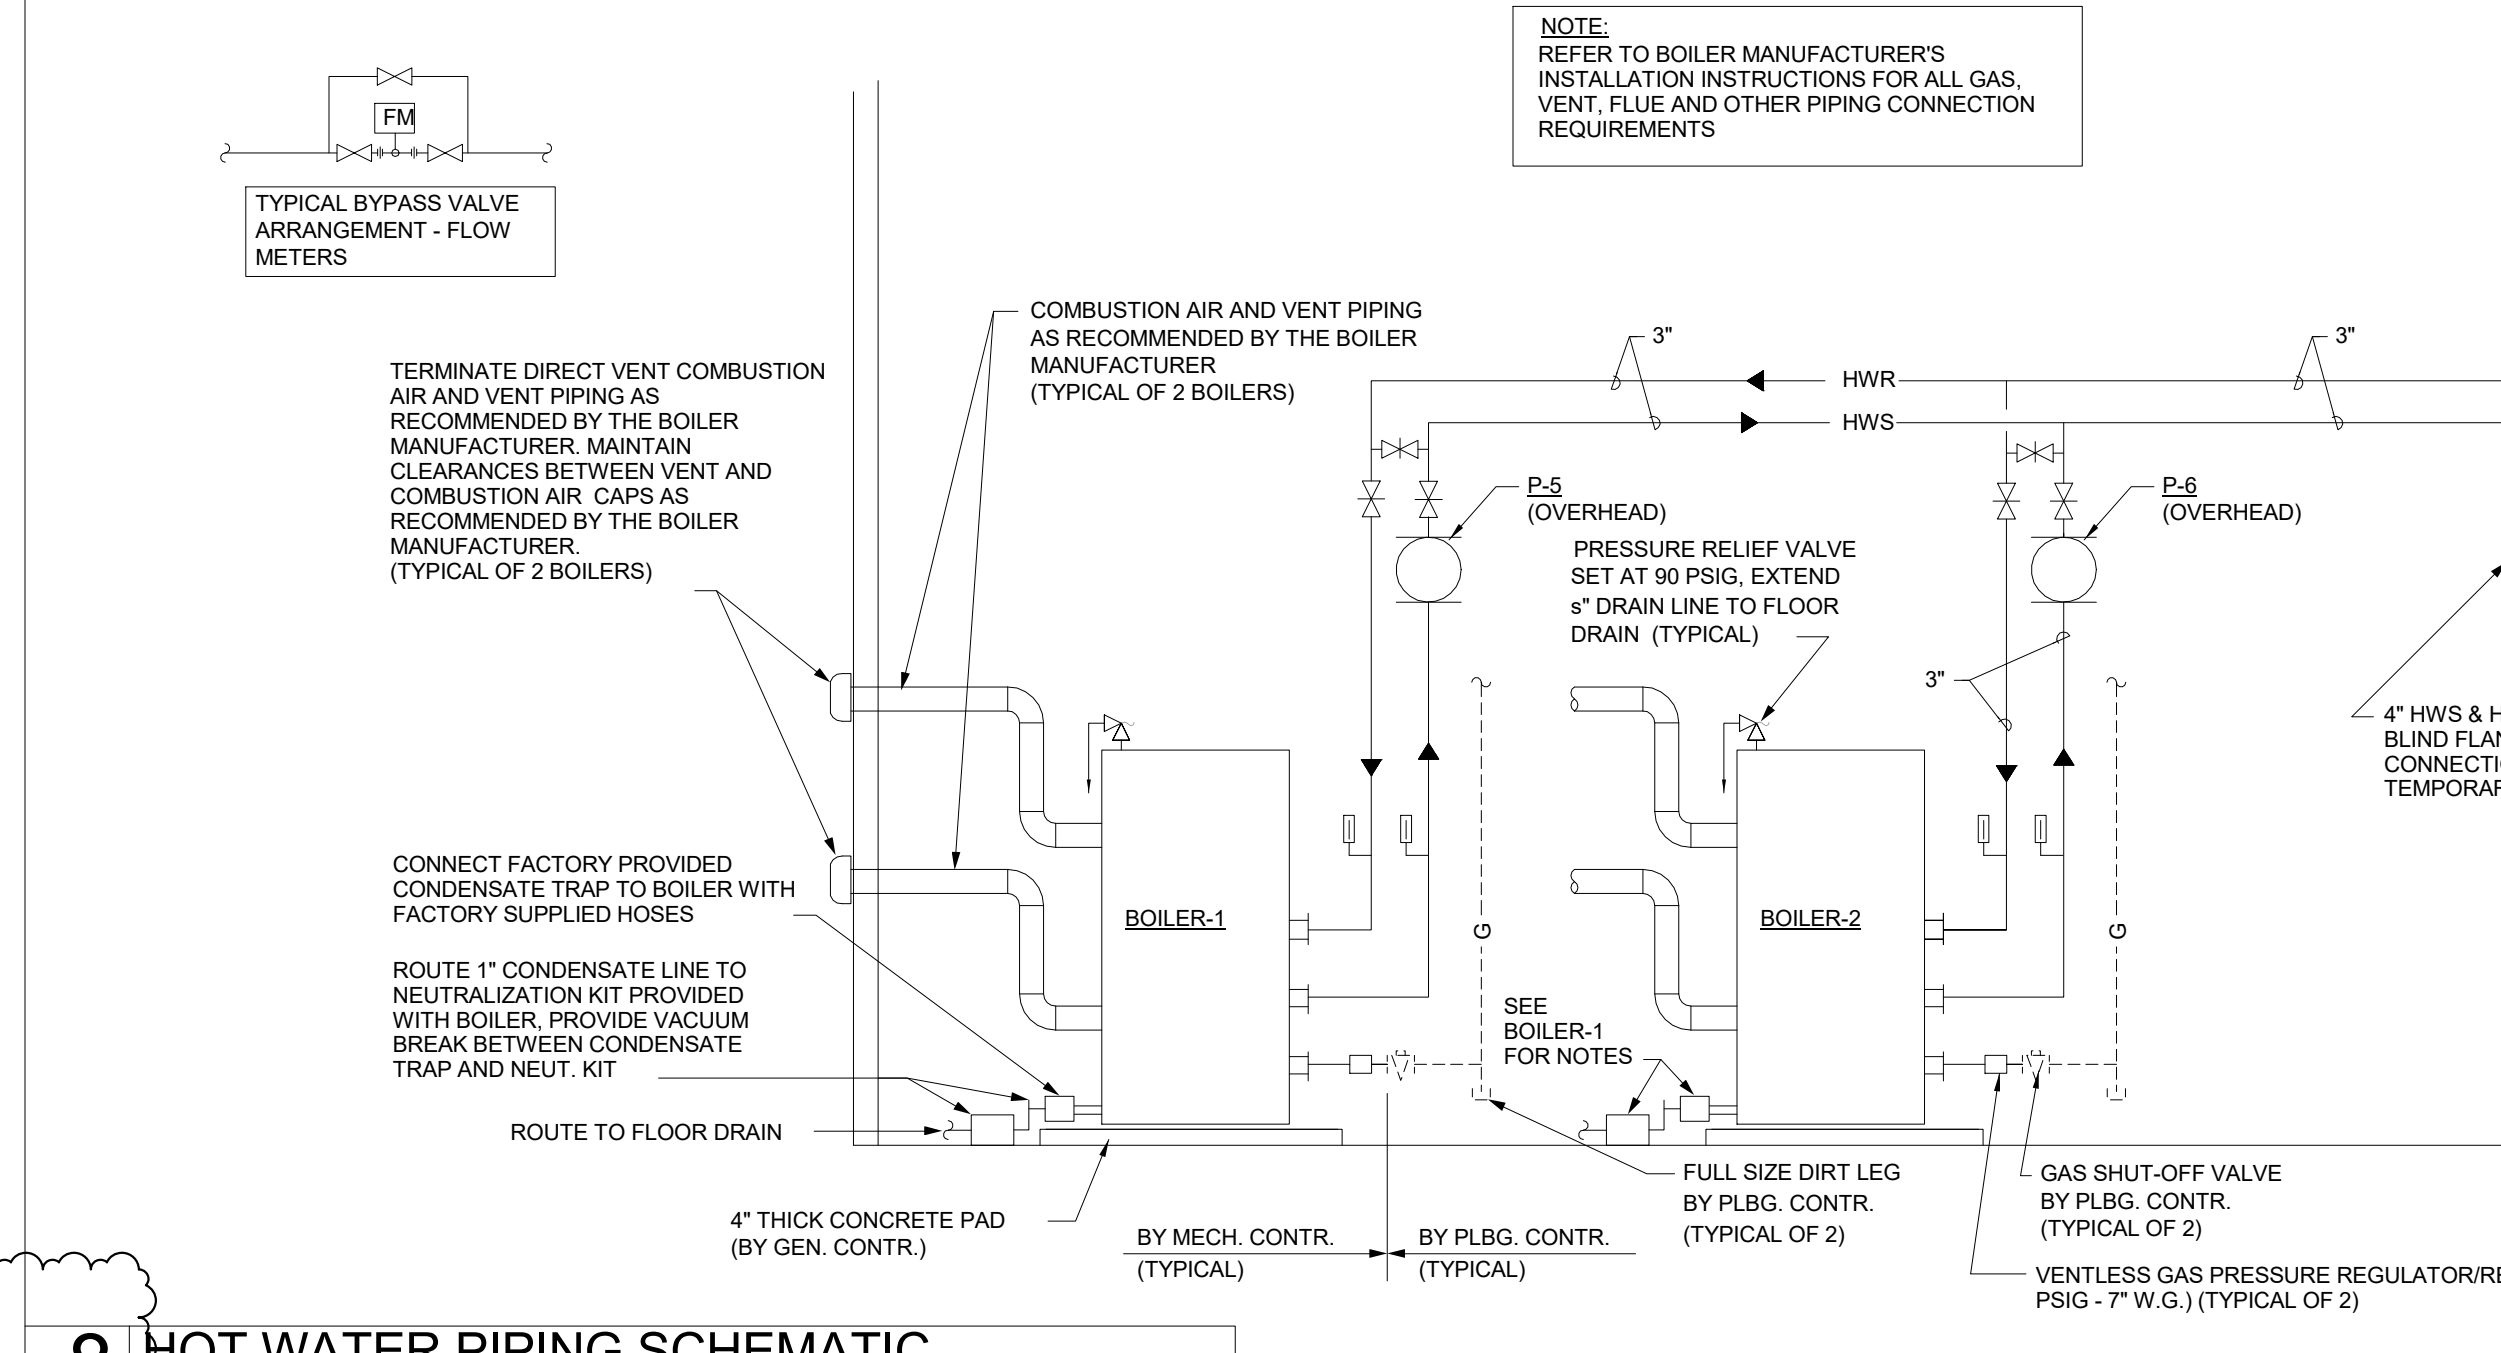 NOTE:
REFER TO BOILER MANUFACTURER'S
INSTALLATION INSTRUCTIONS FOR ALL GAS,
VENT, FLUE AND OTHER PIPING CONNECTION
REQUIREMENTS
FM
TYPICAL BYPASS VALVE
ARRANGEMENT - FLOW
METERS
COMBUSTION AIR AND VENT PIPING
AS RECOMMENDED BY THE BOILER
MANUFACTURER
(TYPICAL OF 2 BOILERS)
TERMINATE DIRECT VENT COMBUSTION
AIR AND VENT PIPING AS
RECOMMENDED BY THE BOILER
MANUFACTURER. MAINTAIN
CLEARANCES BETWEEN VENT AND
COMBUSTION AIR CAPS AS
RECOMMENDED BY THE BOILER
MANUFACTURER.
(TYPICAL OF 2 BOILERS)
3"
3"
HWR
HWS
P-5
(OVERHEAD)
P-6
(OVERHEAD)
PRESSURE RELIEF VALVE
SET AT 90 PSIG, EXTEND
s" DRAIN LINE TO FLOOR
DRAIN (TYPICAL)
3"
4" HWS & H
BLIND FLAN
CONNECTI
TEMPORAR
CONNECT FACTORY PROVIDED
CONDENSATE TRAP TO BOILER WITH
FACTORY SUPPLIED HOSES
BOILER-1
G
BOILER-2
G
ROUTE 1" CONDENSATE LINE TO
NEUTRALIZATION KIT PROVIDED
WITH BOILER, PROVIDE VACUUM
BREAK BETWEEN CONDENSATE
TRAP AND NEUT. KIT
SEE
BOILER-1
FOR NOTES
ROUTE TO FLOOR DRAIN
4" THICK CONCRETE PAD
(BY GEN. CONTR.)
BY MECH. CONTR.
(TYPICAL)
BY PLBG. CONTR.
(TYPICAL)
FULL SIZE DIRT LEG
BY PLBG. CONTR.
(TYPICAL OF 2)
GAS SHUT-OFF VALVE
BY PLBG. CONTR.
(TYPICAL OF 2)
VENTLESS GAS PRESSURE REGULATOR/RE
PSIG - 7" W.G.) (TYPICAL OF 2)
HOT WATER PIPING SCHEMATIC